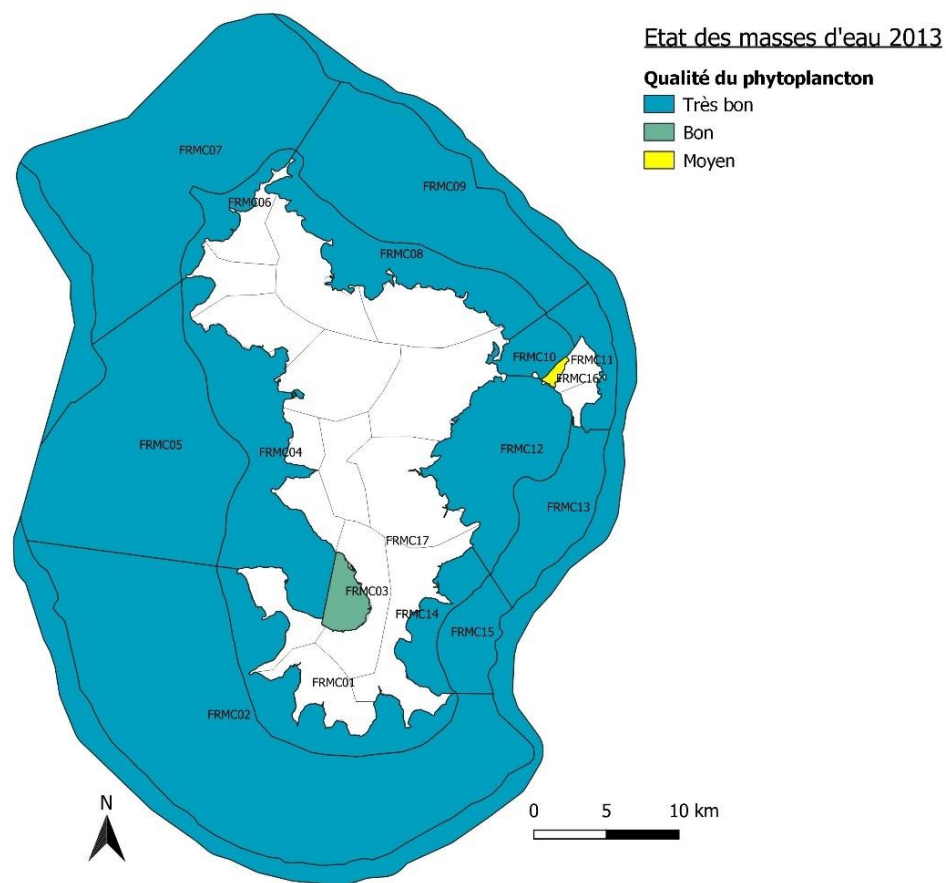 Etat des masses d'eau 2013
Qualité du phytoplancton
Très bon
Bon
Moyen
FRMC07
FRMC09
FRMC06
FRMC08
FRMC10
FRMC11
FRMC16
FRMC05
FRMC04
FRMC12
FRMC13
FRMC17
FRMC03
FRMC14
FRMC15
FRMC01
FRMC02
N
0 5 10 km